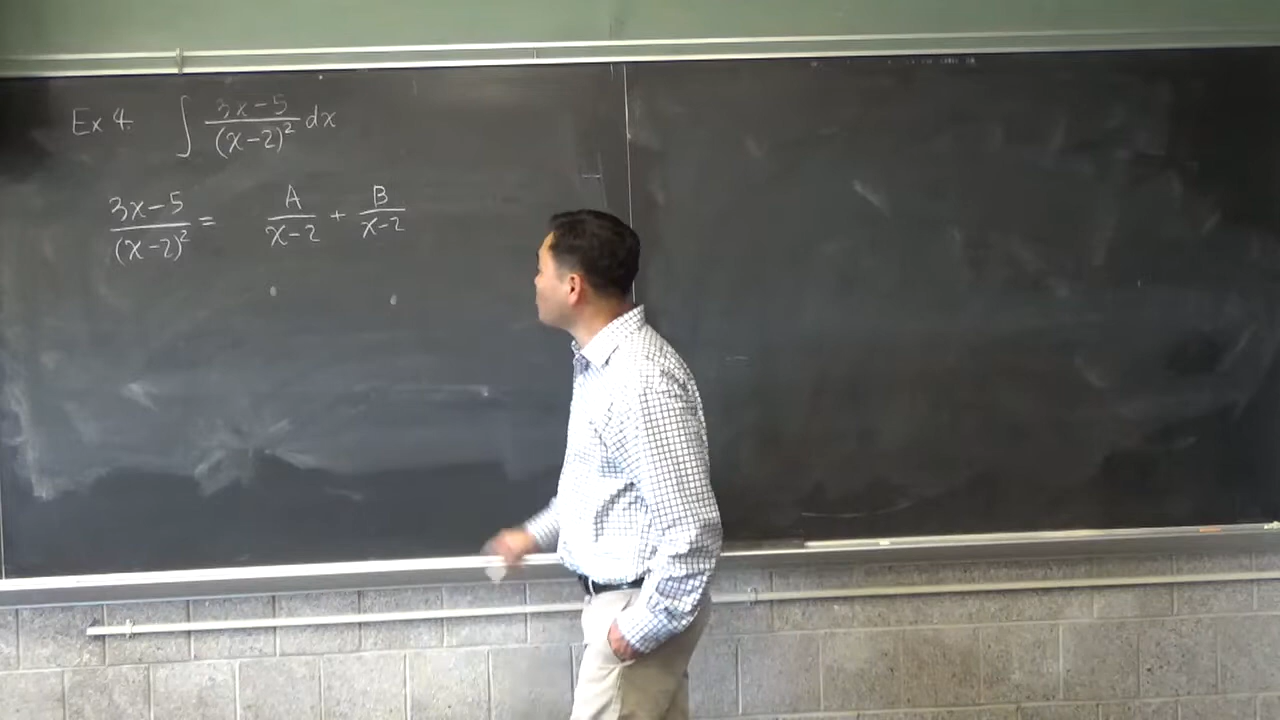 Ex 4. ∫ 3x-5/(x-2)² dx
3x-5/(x-2)² = A/x-2 + B/x-2